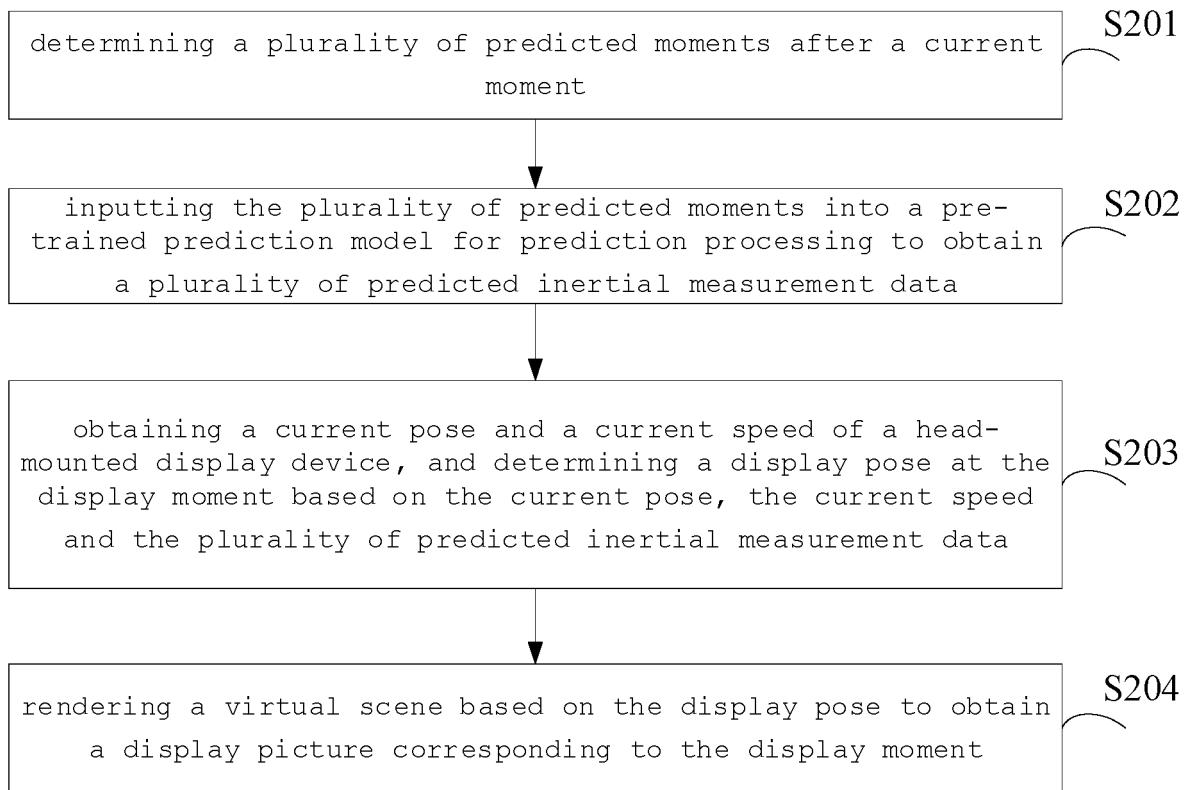 determining a plurality of predicted moments after a current
moment
S201
inputting the plurality of predicted moments into a pre-
trained prediction model for prediction processing to obtain
a plurality of predicted inertial measurement data
S202
obtaining a current pose and a current speed of a head-
mounted display device, and determining a display pose at the
display moment based on the current pose, the current speed
and the plurality of predicted inertial measurement data
S203
rendering a virtual scene based on the display pose to obtain
a display picture corresponding to the display moment
S204